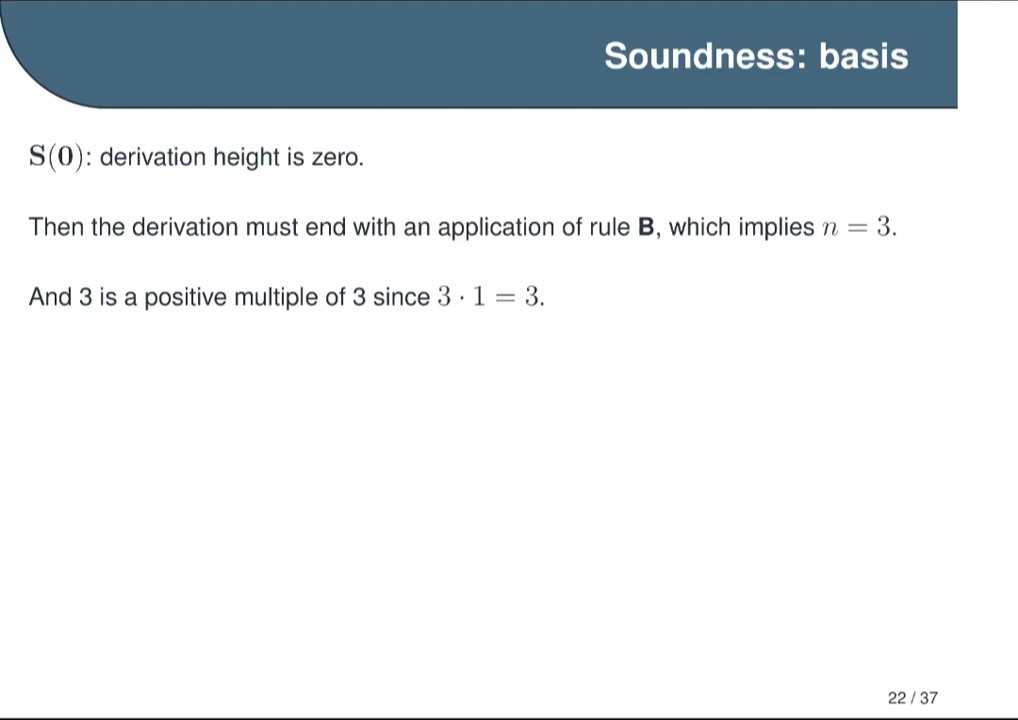 Soundness: basis
S(0): derivation height is zero.
Then the derivation must end with an application of rule B, which implies n = 3.
And 3 is a positive multiple of 3 since 3 · 1 = 3.
22 / 37